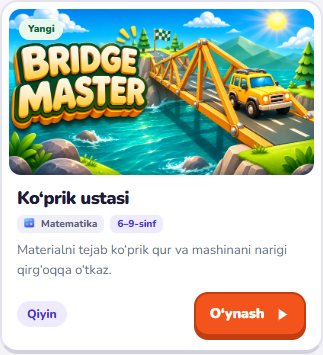 Yangi
BRIDGE
MASTER
Ko‘prik ustasi
Matematika
6–9-sinf
Materialni tejab ko‘prik qur va mashinani narigi
qirg‘oqqa o‘tkaz.
Qiyin
O‘ynash